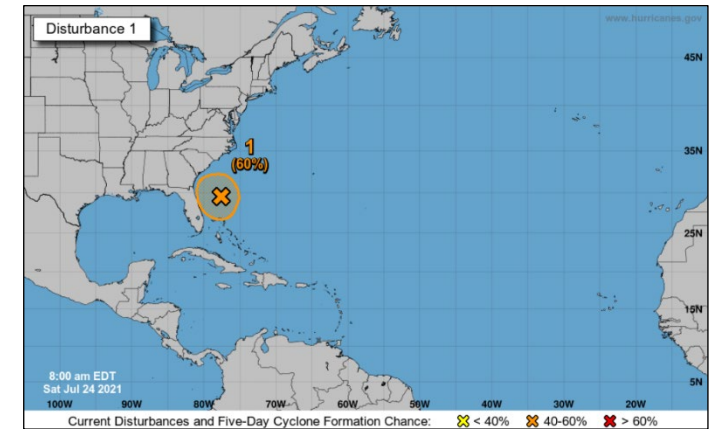 Disturbance 1
www.hurricanes.gov
45N
1
(60%)
35N
25N
15N
8:00 am EDT
Sat Jul 24 2021
5N
100W 90W 80W 70W 60W 50W 40W 30W 20W
Current Disturbances and Five-Day Cyclone Formation Chance: < 40% 40-60% > 60%